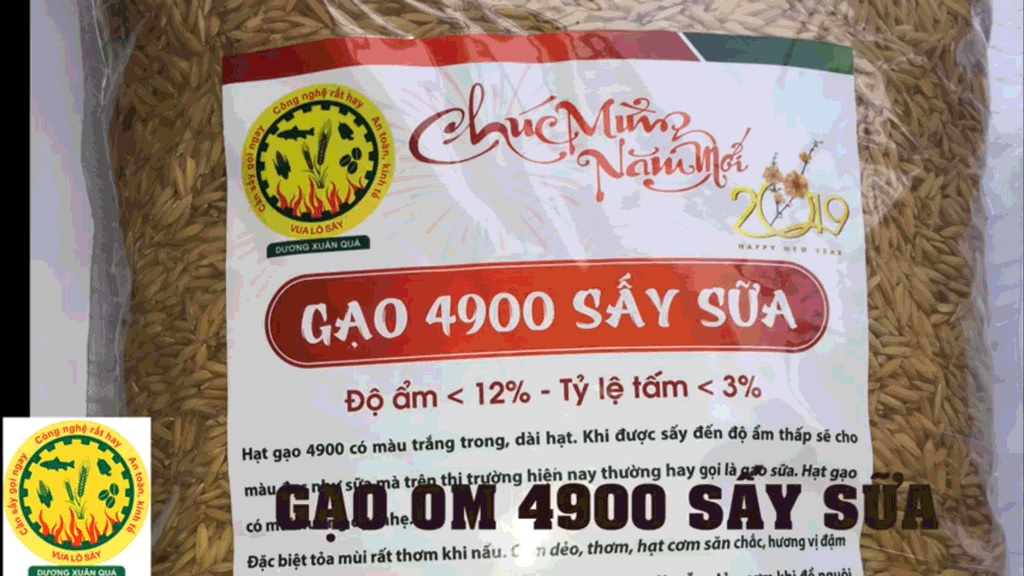 Công nghệ rất hay
Cần sấy gọi ngay
An toàn, kinh tế
VUA LÒ SẤY
DƯƠNG XUÂN QUẢ
Chúc Mừng
Năm Mới
2019
HAPPY NEW YEAR
GẠO 4900 SẤY SỮA
Độ ẩm < 12% - Tỷ lệ tấm < 3%
Hạt gạo 4900 có màu trắng trong, dài hạt. Khi được sấy đến độ ẩm thấp sẽ cho
màu như sữa mà trên thị trường hiện nay thường hay gọi là gạo sữa. Hạt gạo
có nhẹ.
GẠO OM 4900 SẤY SỮA
Đặc biệt tỏa mùi rất thơm khi nấu. Cơm dẻo, thơm, hạt cơm săn chắc, hương vị đậm
Công nghệ rất hay
Cần sấy gọi ngay
An toàn, kinh tế
VUA LÒ SẤY
DƯƠNG XUÂN QUẢ